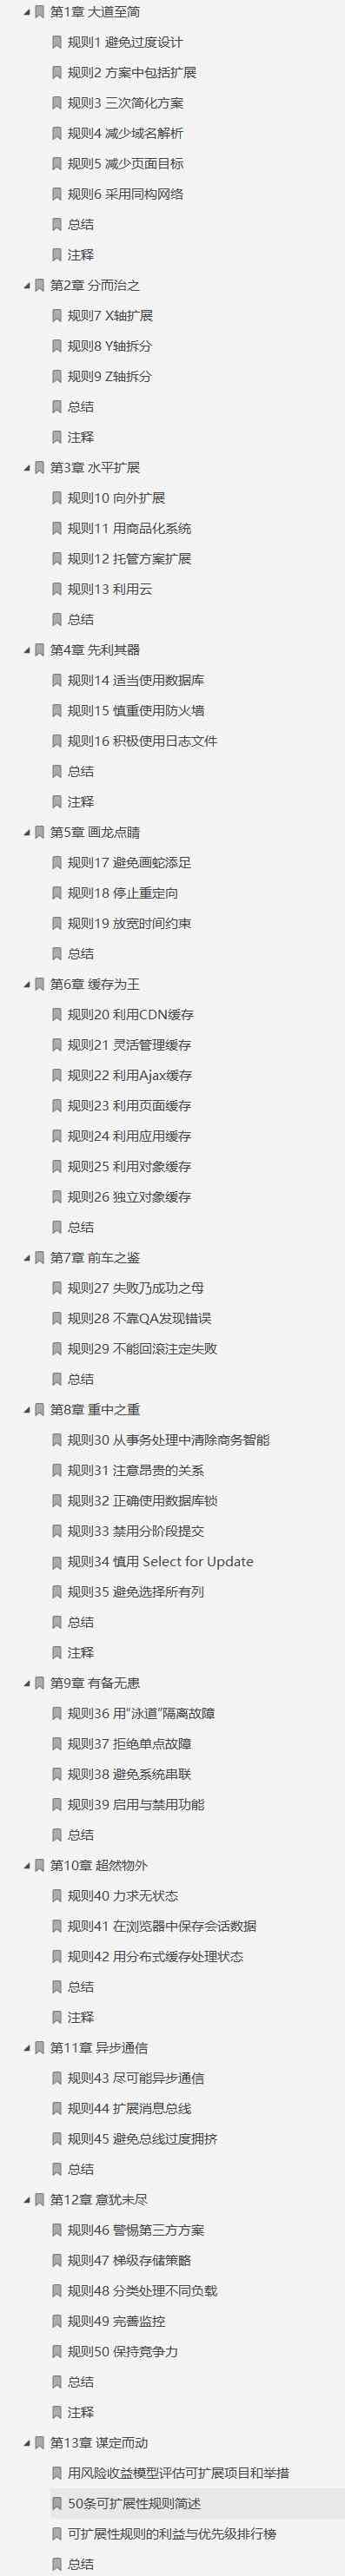 第1章 大道至简
规则1 避免过度设计
规则2 方案中包括扩展
规则3 三次简化方案
规则4 减少域名解析
规则5 减少页面目标
规则6 采用同构网络
总结
注释
第2章 分而治之
规则7 X轴扩展
规则8 Y轴拆分
规则9 Z轴拆分
总结
注释
第3章 水平扩展
规则10 向外扩展
规则11 用商品化系统
规则12 托管方案扩展
规则13 利用云
总结
第4章 先利其器
规则14 适当使用数据库
规则15 慎重使用防火墙
规则16 积极使用日志文件
总结
注释
第5章 画龙点睛
规则17 避免画蛇添足
规则18 停止重定向
规则19 放宽时间约束
总结
第6章 缓存为王
规则20 利用CDN缓存
规则21 灵活管理缓存
规则22 利用Ajax缓存
规则23 利用页面缓存
规则24 利用应用缓存
规则25 利用对象缓存
规则26 独立对象缓存
总结
第7章 前车之鉴
规则27 失败乃成功之母
规则28 不靠QA发现错误
规则29 不能回滚注定失败
总结
第8章 重中之重
规则30 从事务处理中清除商务智能
规则31 注意昂贵的关系
规则32 正确使用数据库锁
规则33 禁用分阶段提交
规则34 慎用 Select for Update
规则35 避免选择所有列
总结
注释
第9章 有备无患
规则36 用“泳道”隔离故障
规则37 拒绝单点故障
规则38 避免系统串联
规则39 启用与禁用功能
总结
第10章 超然物外
规则40 力求无状态
规则41 在浏览器中保存会话数据
规则42 用分布式缓存处理状态
总结
注释
第11章 异步通信
规则43 尽可能异步通信
规则44 扩展消息总线
规则45 避免总线过度拥挤
总结
第12章 意犹未尽
规则46 警惕第三方方案
规则47 梯级存储策略
规则48 分类处理不同负载
规则49 完善监控
规则50 保持竞争力
总结
注释
第13章 谋定而动
用风险收益模型评估可扩展项目和举措
50条可扩展性规则简述
可扩展性规则的利益与优先级排行榜
总结